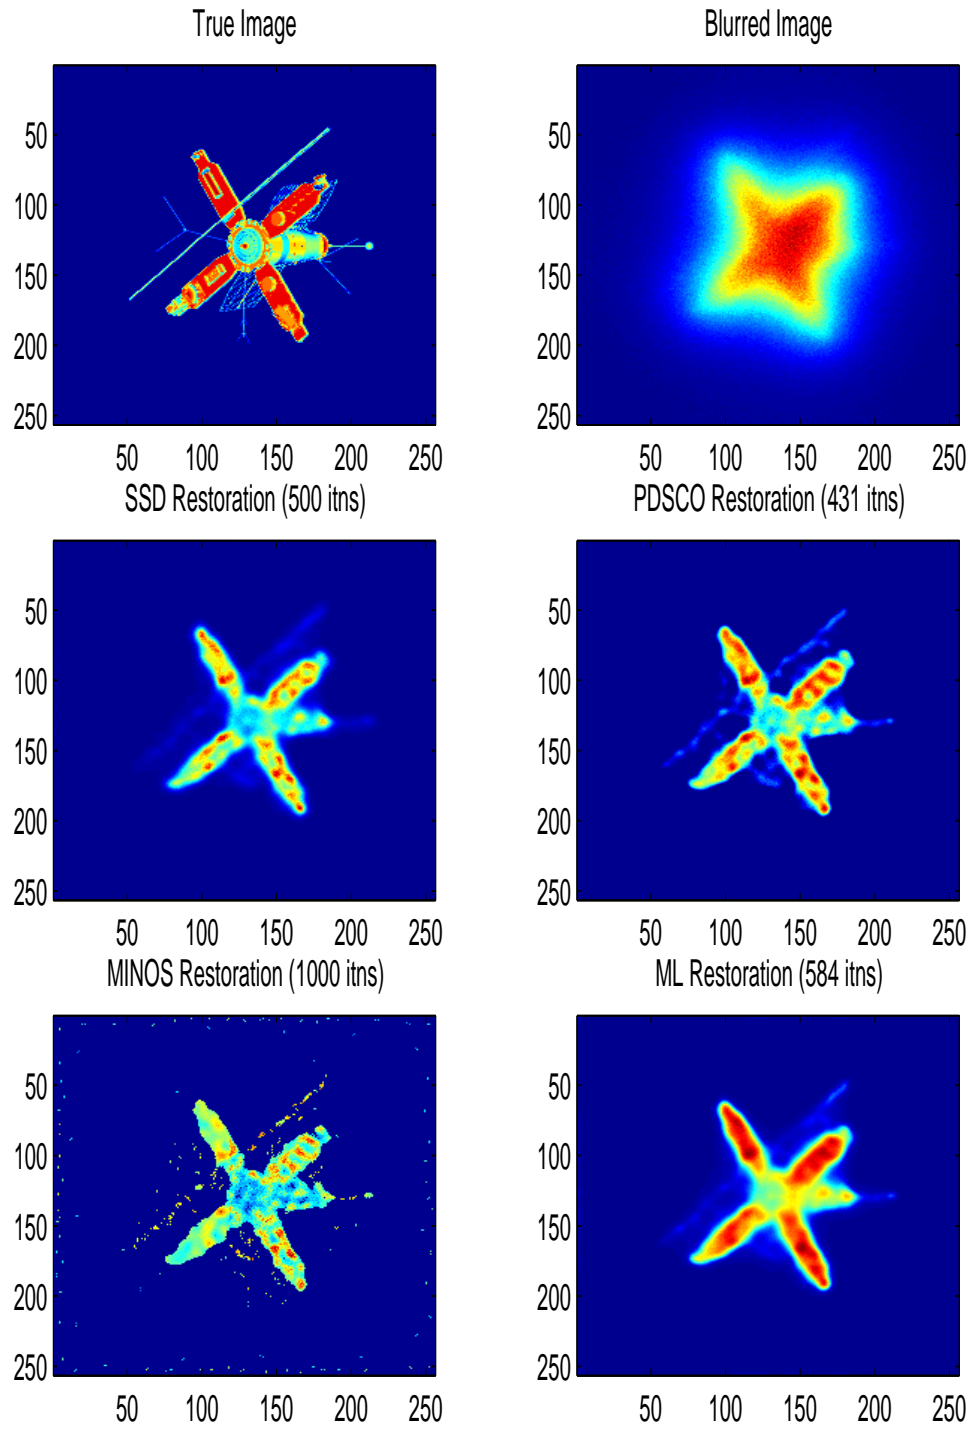 True Image
Blurred Image
50
100
150
200
250
50 100 150 200 250
50
100
150
200
250
50 100 150 200 250
SSD Restoration (500 itns)
PDSCO Restoration (431 itns)
50
100
150
200
250
50 100 150 200 250
50
100
150
200
250
50 100 150 200 250
MINOS Restoration (1000 itns)
ML Restoration (584 itns)
50
100
150
200
250
50 100 150 200 250
50
100
150
200
250
50 100 150 200 250